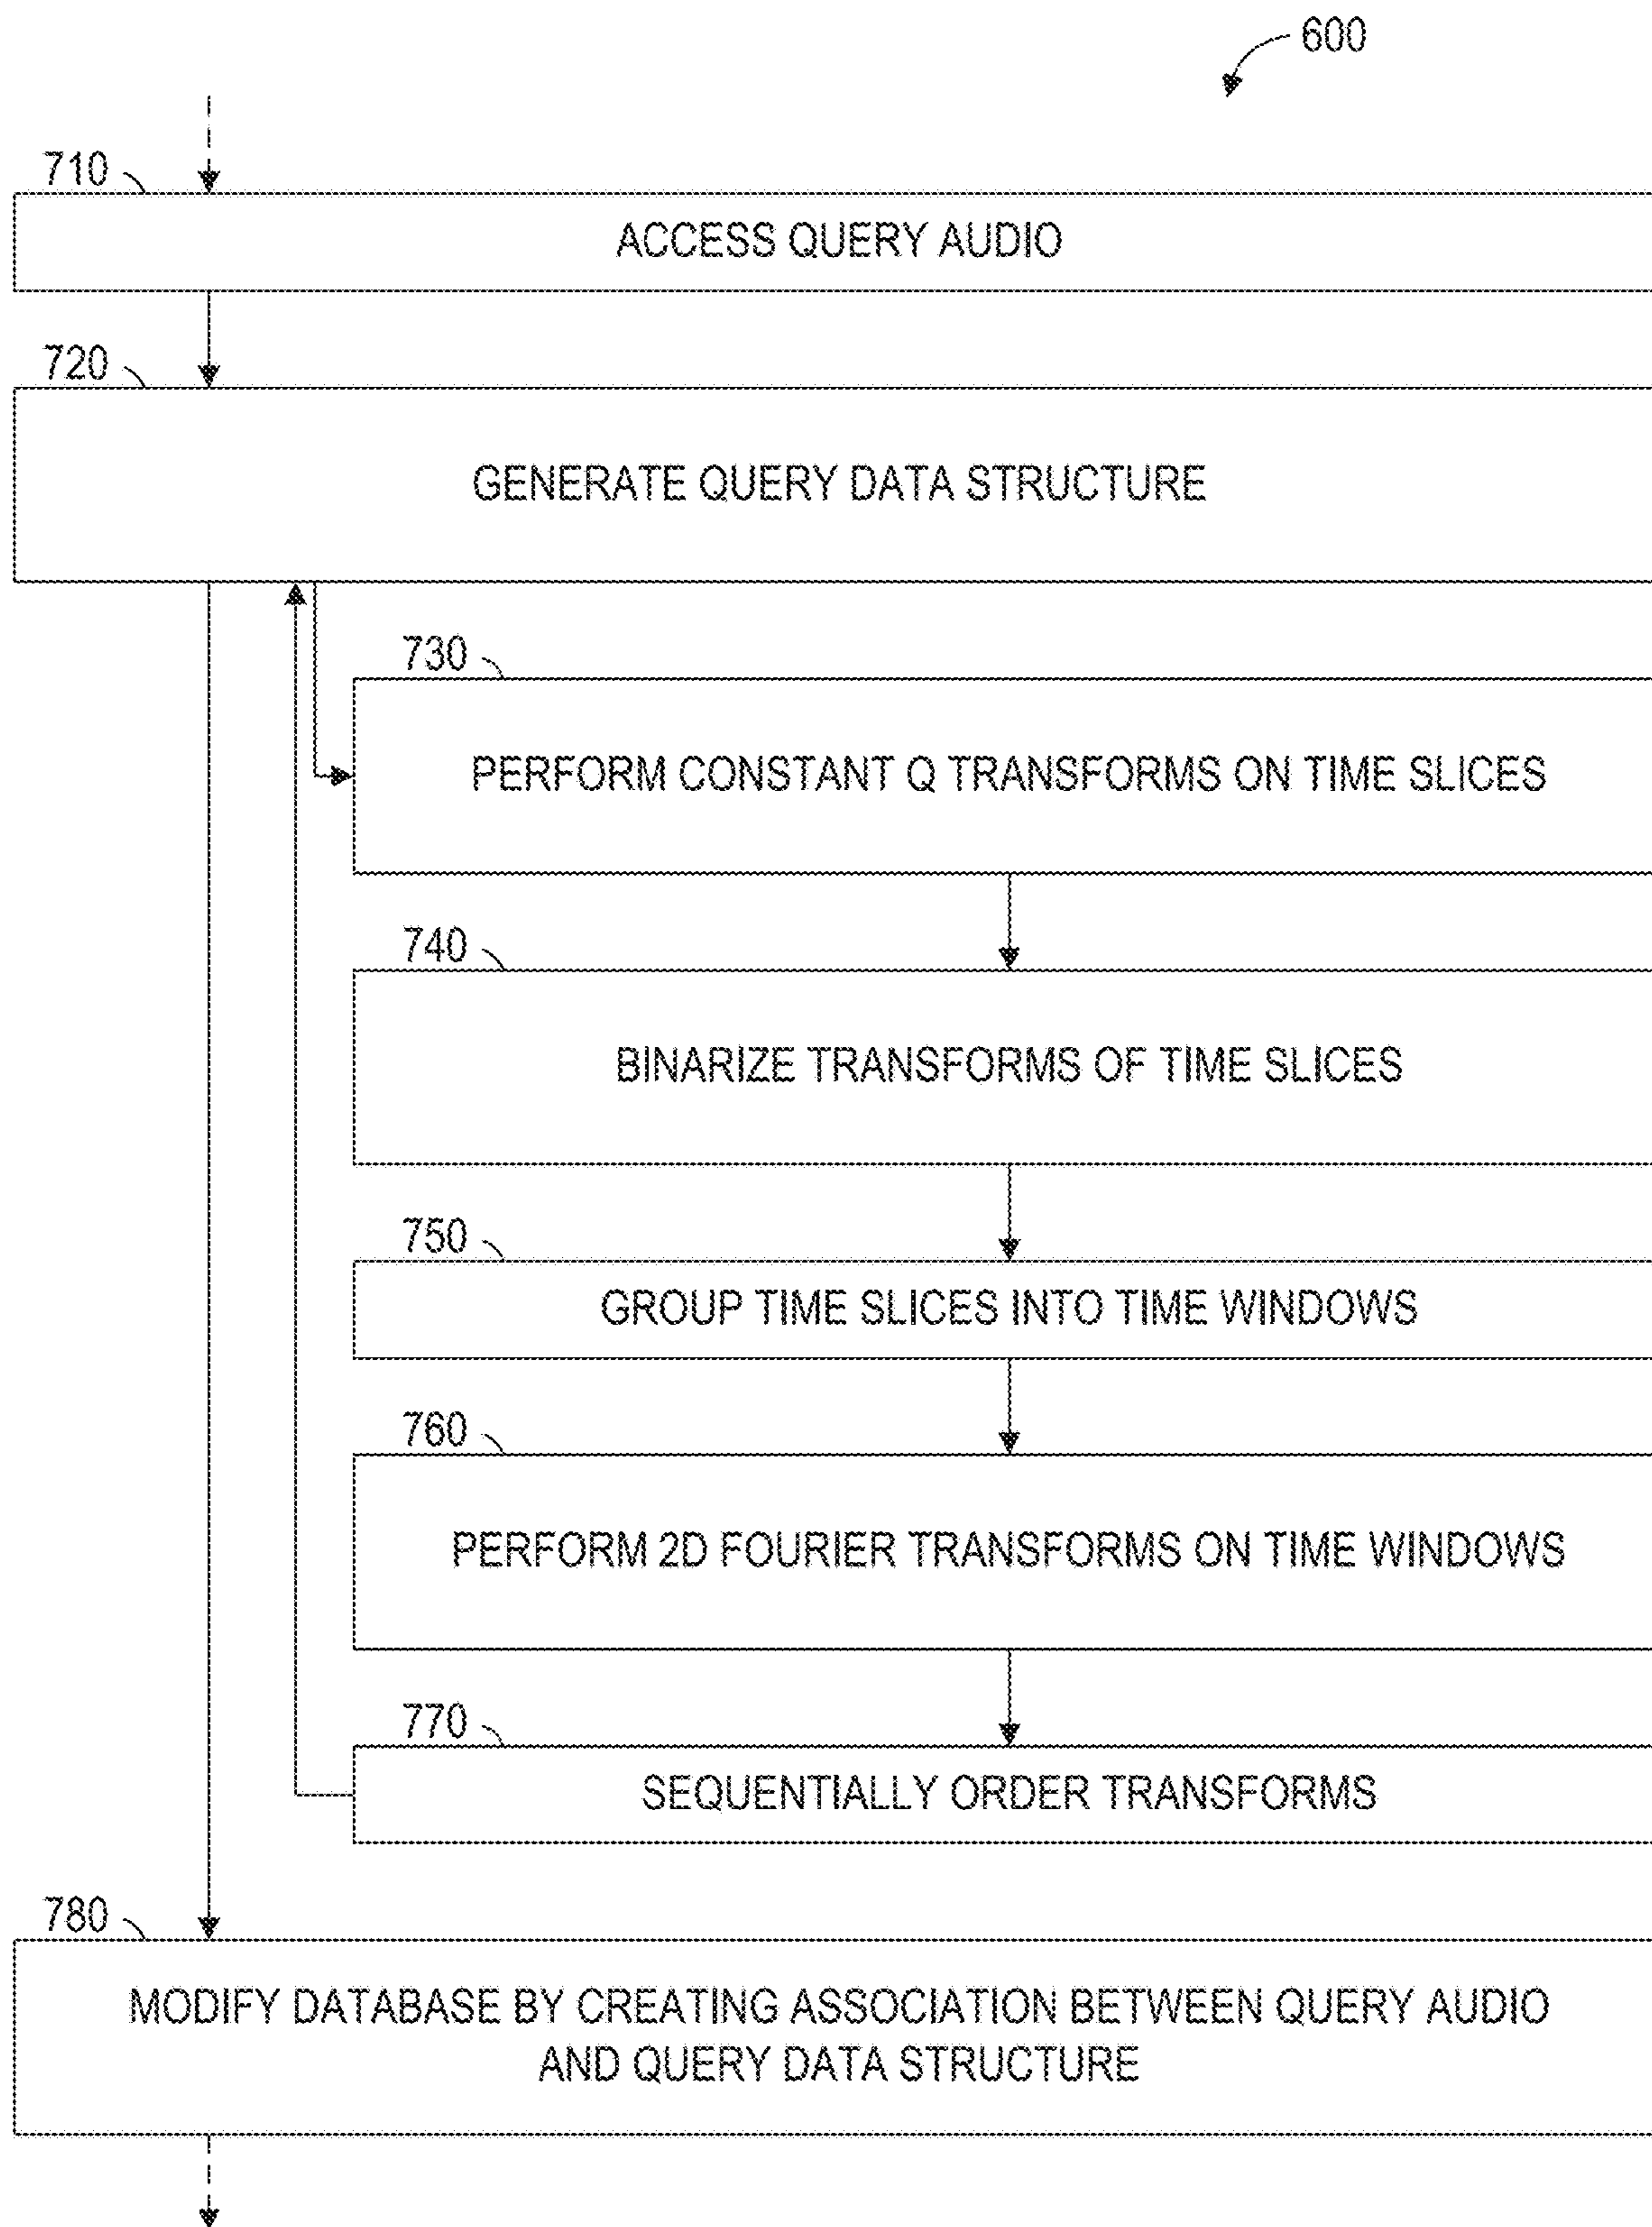 600
710
ACCESS QUERY AUDIO
720
GENERATE QUERY DATA STRUCTURE
730
PERFORM CONSTANT Q TRANSFORMS ON TIME SLICES
740
BINARIZE TRANSFORMS OF TIME SLICES
750
GROUP TIME SLICES INTO TIME WINDOWS
760
PERFORM 2D FOURIER TRANSFORMS ON TIME WINDOWS
770
SEQUENTIALLY ORDER TRANSFORMS
780
MODIFY DATABASE BY CREATING ASSOCIATION BETWEEN QUERY AUDIO
AND QUERY DATA STRUCTURE